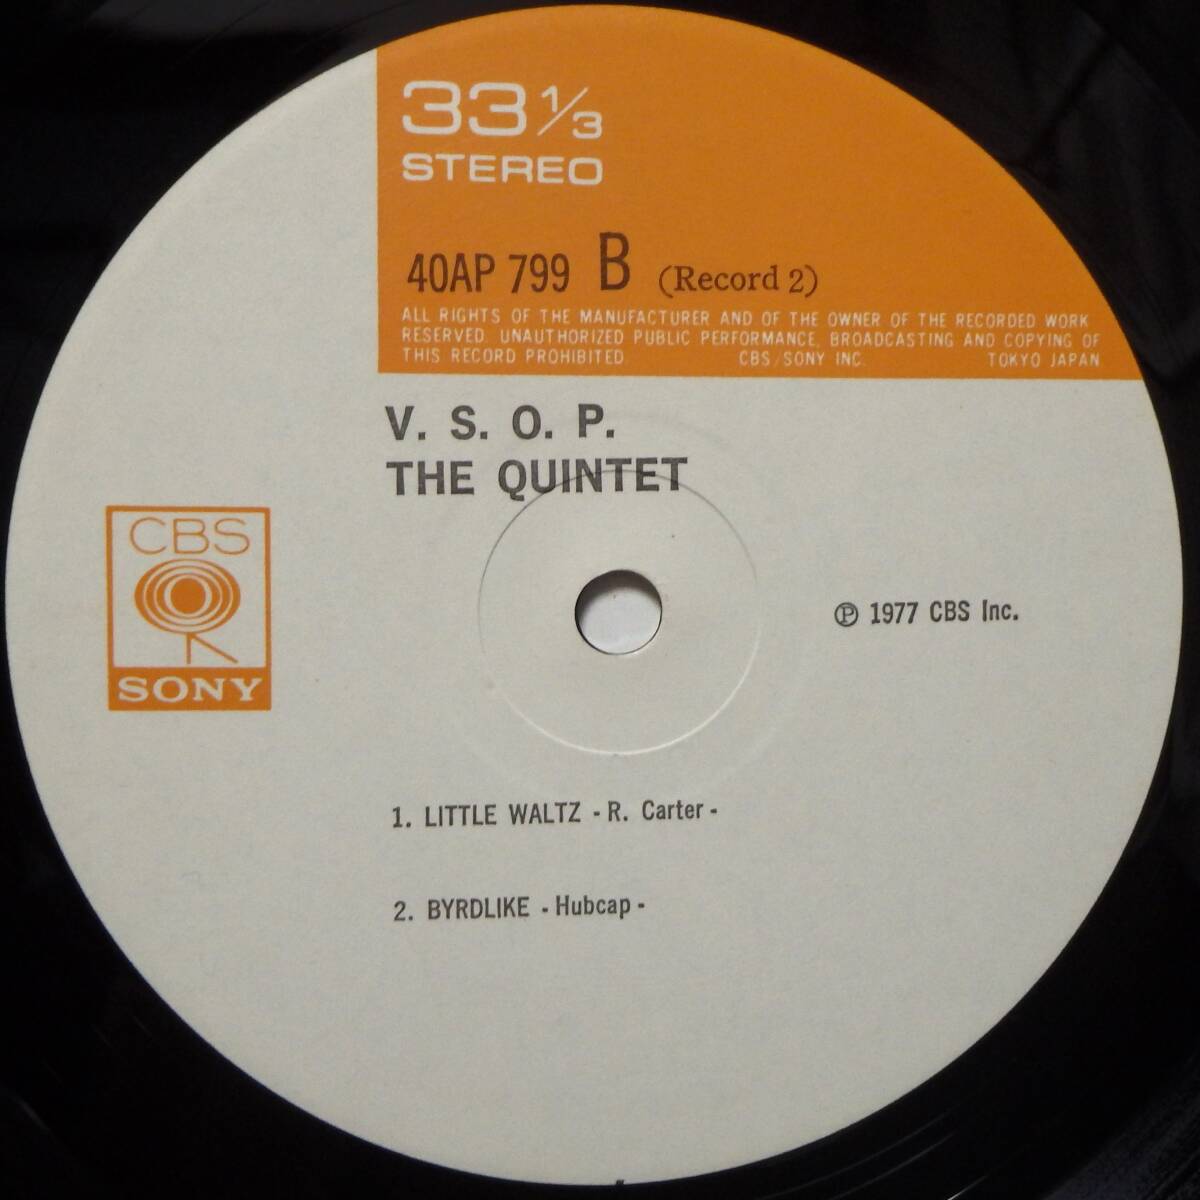 33 1/3
STEREO
40AP 799 B (Record 2)
ALL RIGHTS OF THE MANUFACTURER AND OF THE OWNER OF THE RECORDED WORK
RESERVED. UNAUTHORIZED PUBLIC PERFORMANCE, BROADCASTING AND COPYING OF
THIS RECORD PROHIBITED CBS/SONY INC. TOKYO JAPAN
V. S. O. P.
THE QUINTET
CBS
SONY
℗ 1977 CBS Inc.
1. LITTLE WALTZ - R. Carter -
2. BYRDLIKE - Hubcap -